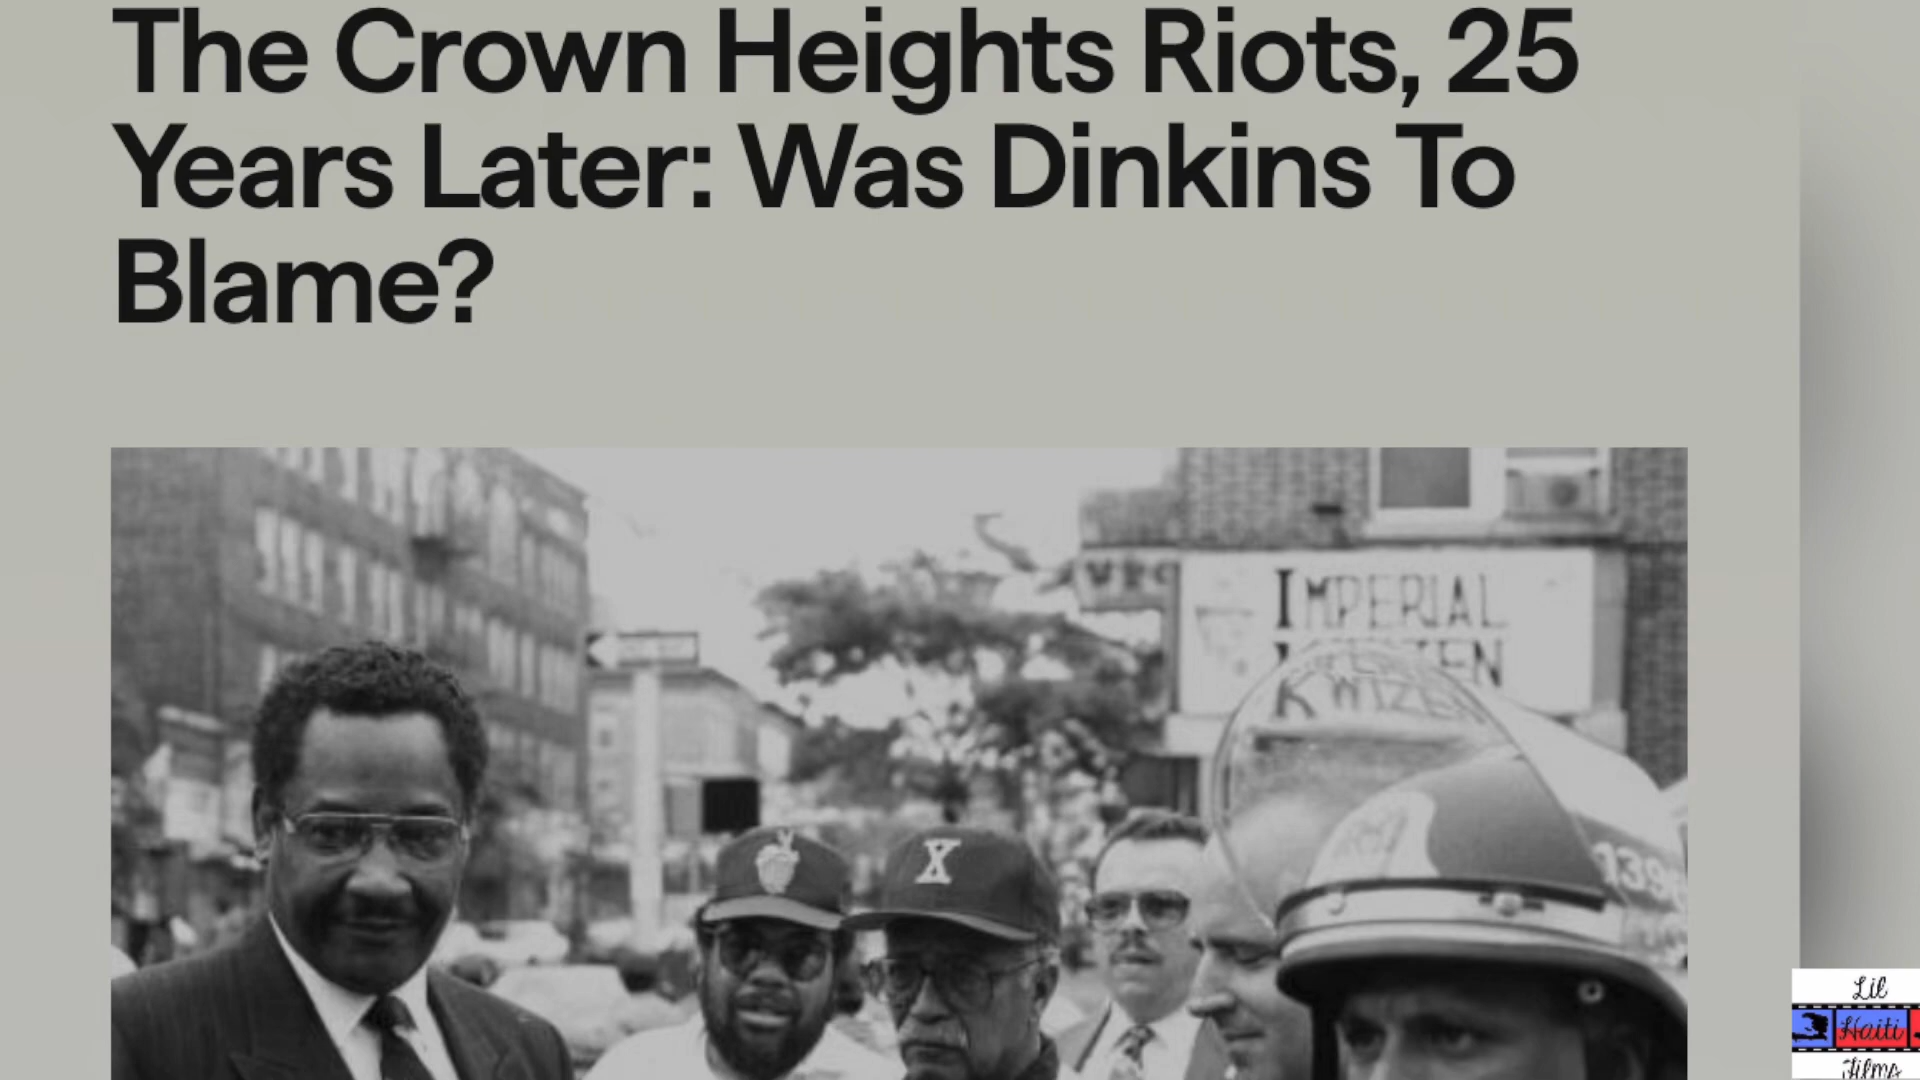 The Crown Heights Riots, 25
Years Later: Was Dinkins To
Blame?
IMPERIAL
X
Lil
Haiti
Films